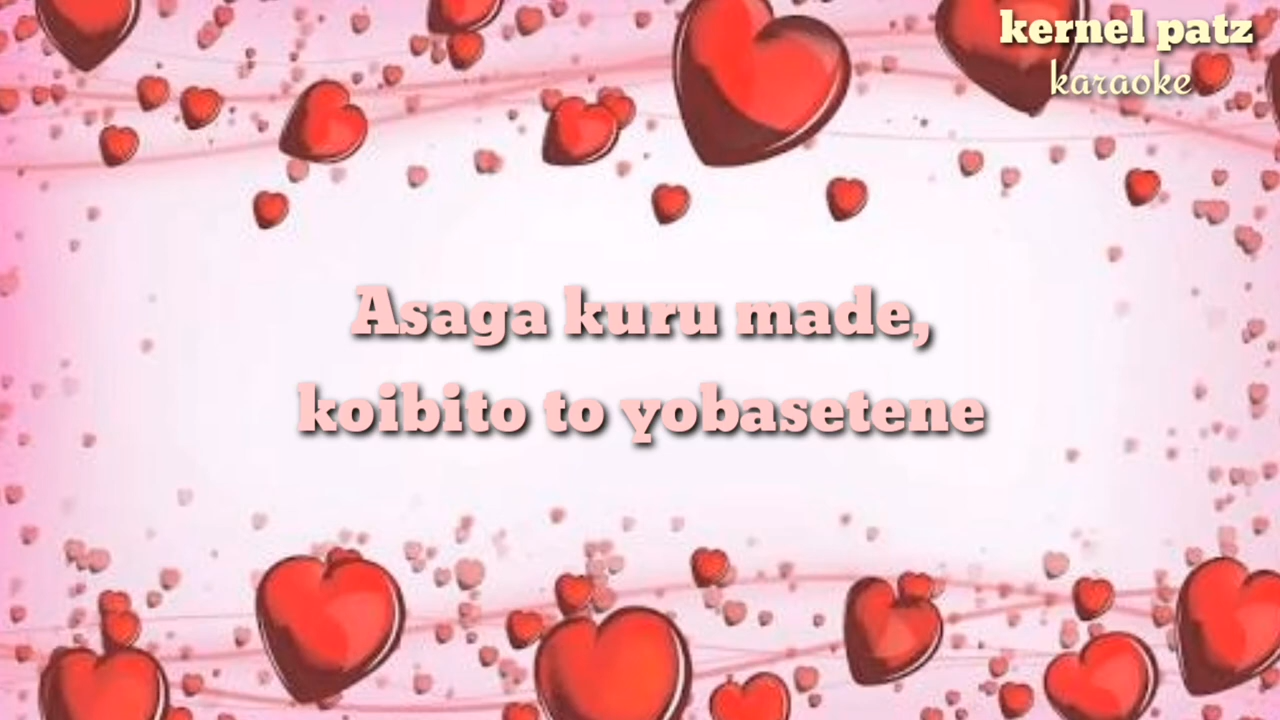 kernel patz
karaoke
Asaga kuru made,
koibito to yobasetene